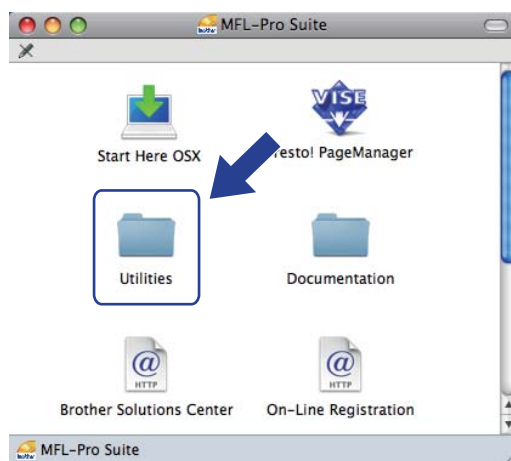 MFL-Pro Suite
VISE
Start Here OSX
resto! PageManager
Utilities
Documentation
@
HTTP
@
HTTP
Brother Solutions Center
On-Line Registration
MFL-Pro Suite